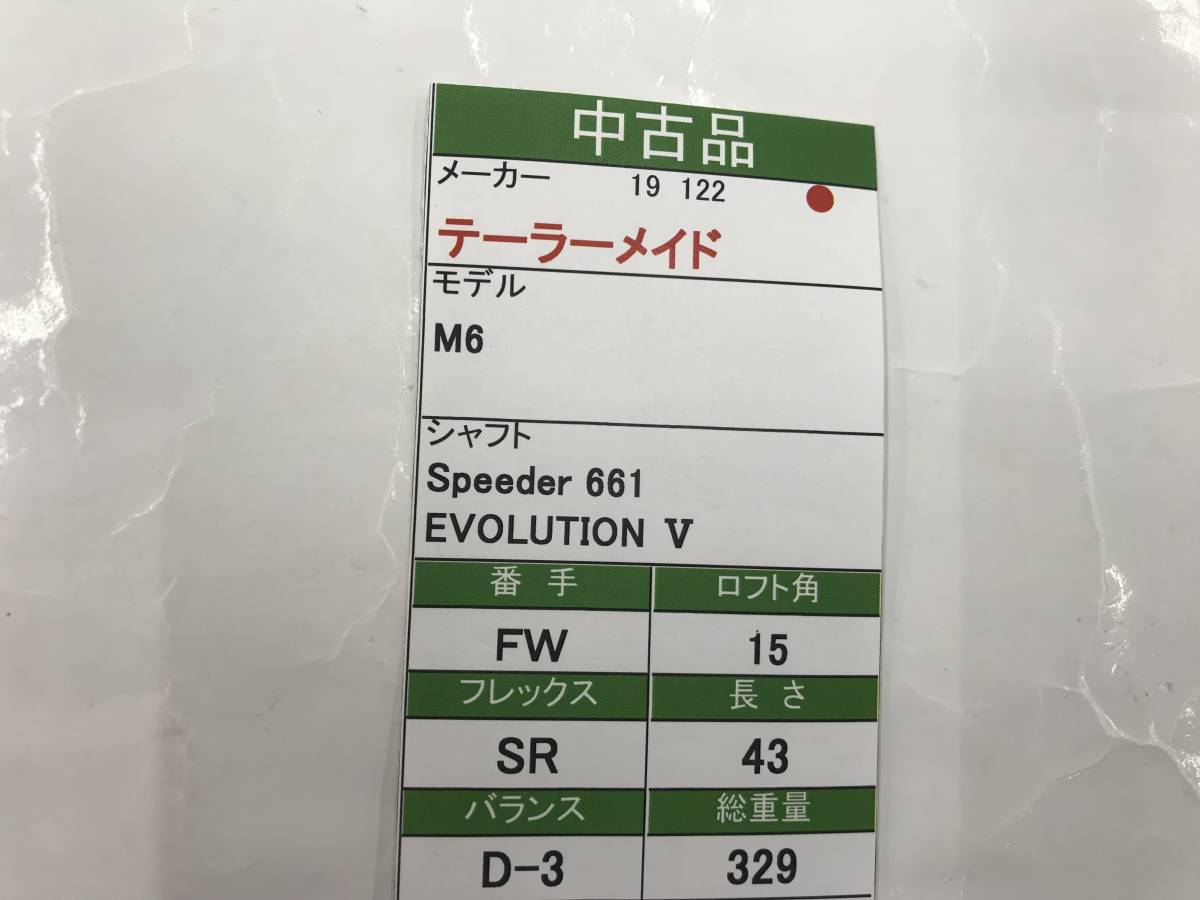 中古品
メーカー 19 122
テーラーメイド
モデル
M6
シャフト
Speeder 661
EVOLUTION Ⅴ
番 手 ロフト角
FW 15
フレックス 長 さ
SR 43
バランス 総重量
D-3 329